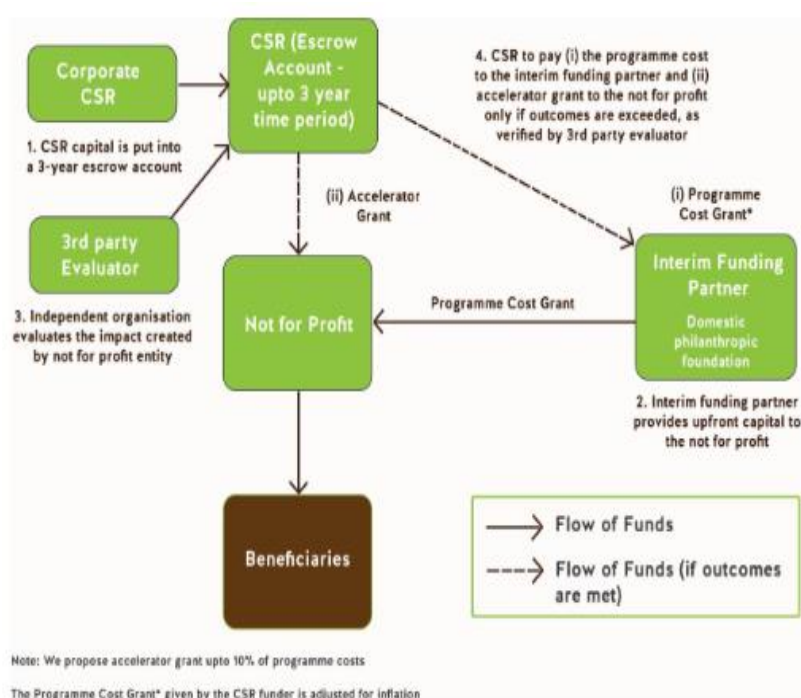 Corporate
CSR
CSR (Escrow
Account -
upto 3 year
time period)
4. CSR to pay (i) the programme cost
to the interim funding partner and (ii)
accelerator grant to the not for profit
only if outcomes are exceeded, as
verified by 3rd party evaluator
1. CSR capital is put into
a 3-year escrow account
(ii) Accelerator
Grant
(i) Programme
Cost Grant*
3rd party
Evaluator
3. Independent organisation
evaluates the impact created
by not for profit entity
Not for Profit
Programme Cost Grant
Interim Funding
Partner
Domestic
philanthropic
foundation
2. Interim funding partner
provides upfront capital to
the not for profit
Beneficiaries
Flow of Funds
Flow of Funds (if outcomes
are met)
Note: We propose accelerator grant upto 10% of programme costs
The Programme Cost Grant* given by the CSR funder is adjusted for inflation